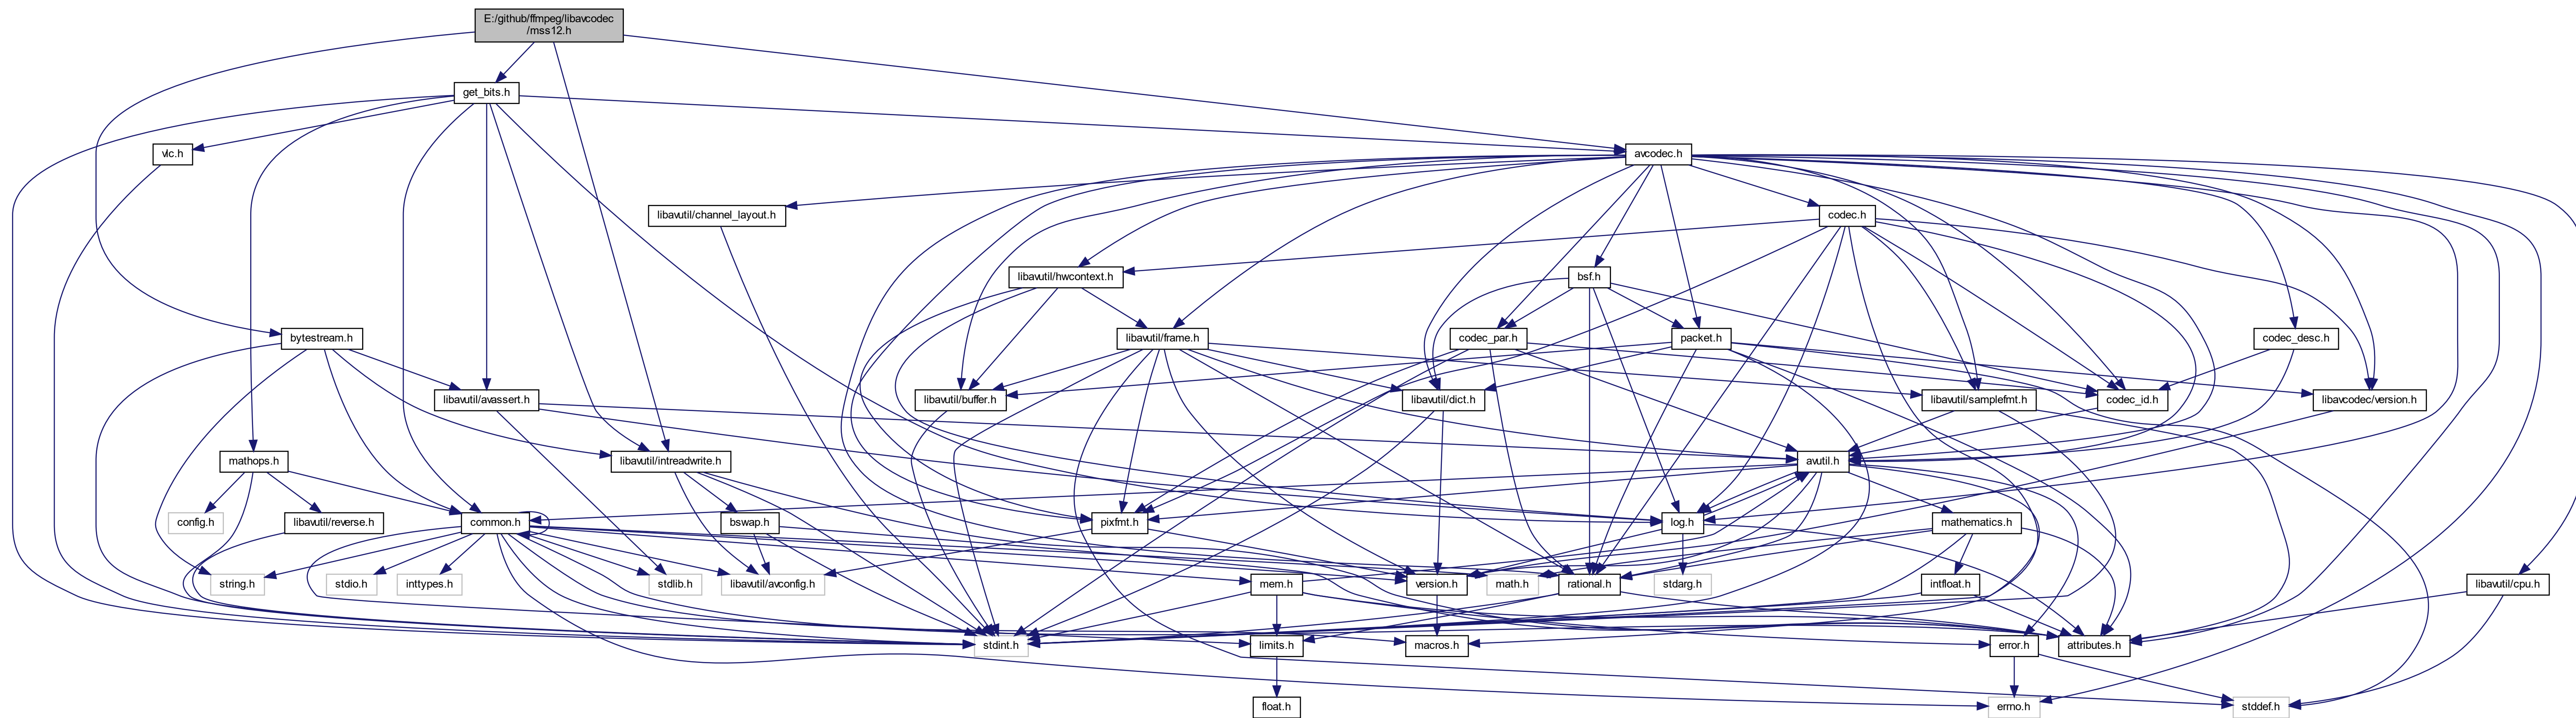 E:/github/ffmpeg/libavcodec
/mss12.h
get_bits.h
vlc.h
avcodec.h
libavutil/channel_layout.h
codec.h
libavutil/hwcontext.h
bsf.h
bytestream.h
libavutil/frame.h
codec_par.h
packet.h
codec_desc.h
libavutil/avassert.h
libavutil/buffer.h
libavutil/dict.h
libavutil/samplefmt.h
codec_id.h
libavcodec/version.h
mathops.h
libavutil/intreadwrite.h
avutil.h
config.h
libavutil/reverse.h
common.h
bswap.h
pixfmt.h
log.h
mathematics.h
string.h
stdio.h
inttypes.h
stdlib.h
libavutil/avconfig.h
mem.h
version.h
math.h
rational.h
stdarg.h
intfloat.h
libavutil/cpu.h
stdint.h
limits.h
macros.h
error.h
attributes.h
float.h
errno.h
stddef.h